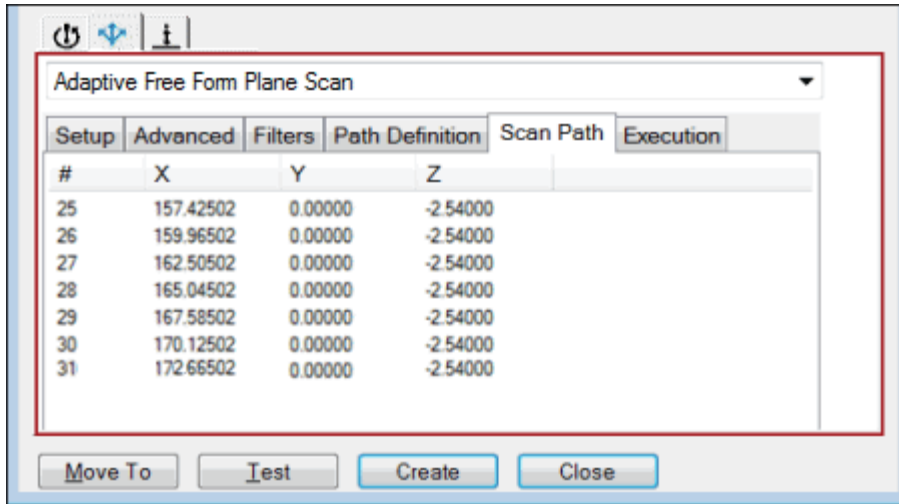 Adaptive Free Form Plane Scan
Setup Advanced Filters Path Definition Scan Path Execution
# X Y Z
25 157.42502 0.00000 -2.54000
26 159.96502 0.00000 -2.54000
27 162.50502 0.00000 -2.54000
28 165.04502 0.00000 -2.54000
29 167.58502 0.00000 -2.54000
30 170.12502 0.00000 -2.54000
31 172.66502 0.00000 -2.54000
Move To Test Create Close